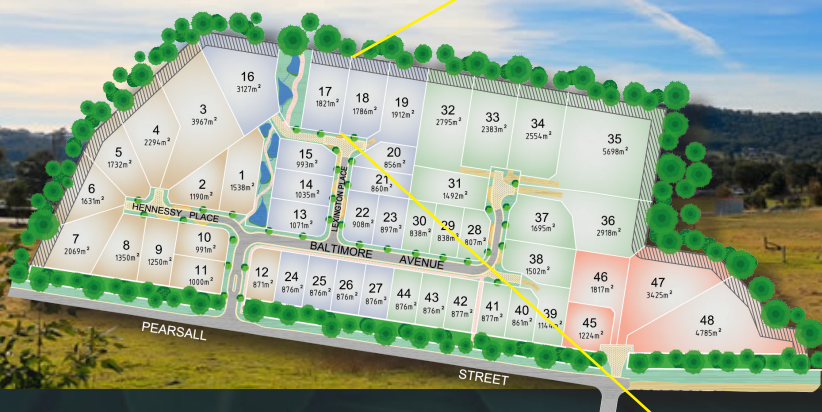 16
3127m²
3
3967m²
4
2294m²
5
1732m²
6
1631m²
7
2069m²
8
1350m²
9
1250m²
10
991m²
11
1000m²
2
1190m²
1
1538m²
HENNESSY PLACE
17
1821m²
18
1786m²
19
1912m²
15
993m²
14
1035m²
13
1071m²
LEXINGTON PLACE
20
856m²
21
860m²
22
908m²
23
897m²
30
838m²
29
838m²
28
807m²
31
1492m²
32
2795m²
33
2383m²
34
2554m²
35
5698m²
36
2918m²
37
1695m²
38
1502m²
BALTIMORE AVENUE
12
871m²
24
876m²
25
876m²
26
876m²
27
876m²
44
876m²
43
876m²
42
877m²
41
877m²
40
861m²
39
1144m²
46
1817m²
45
1224m²
47
3425m²
48
4785m²
PEARSALL
STREET